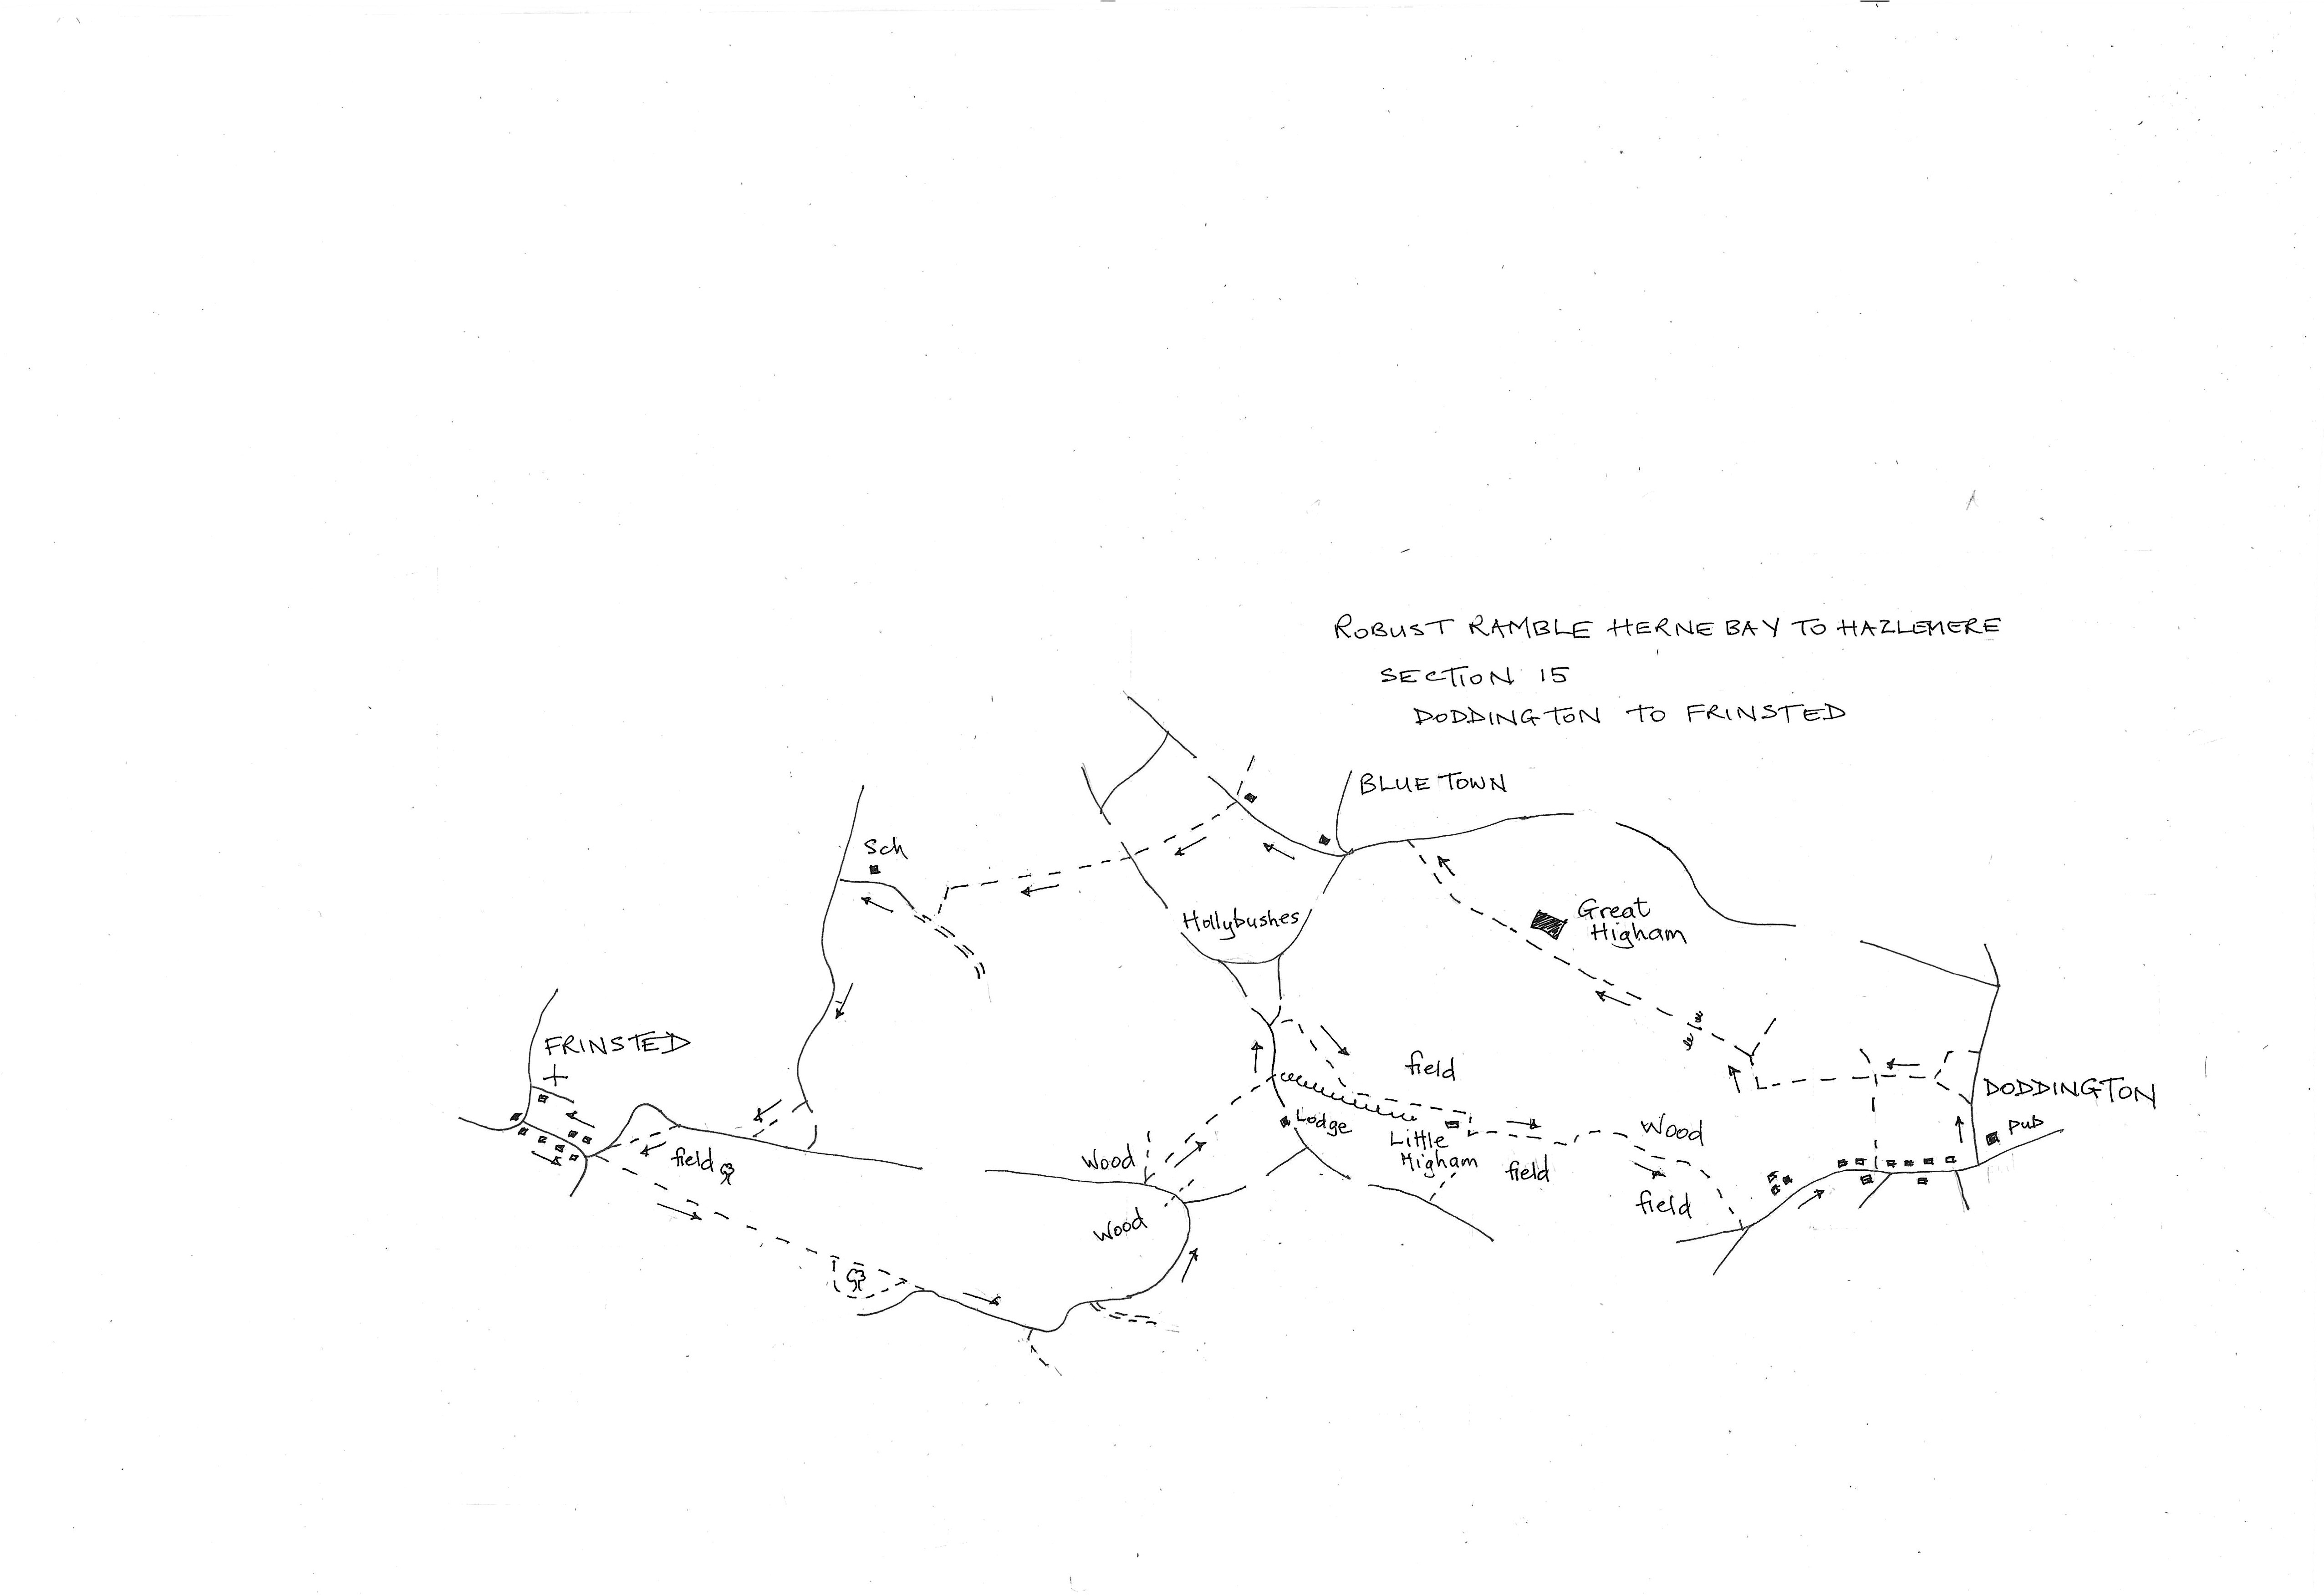 ROBUST RAMBLE HERNE BAY TO HAZLEMERE
SECTION 15
DODDINGTON TO FRINSTED
BLUE TOWN
Sch
Hollybushes
Great
Higham
FRINSTED
field
DODDINGTON
pub
Lodge
Little
Higham
Wood
Wood
field
field
field
Wood